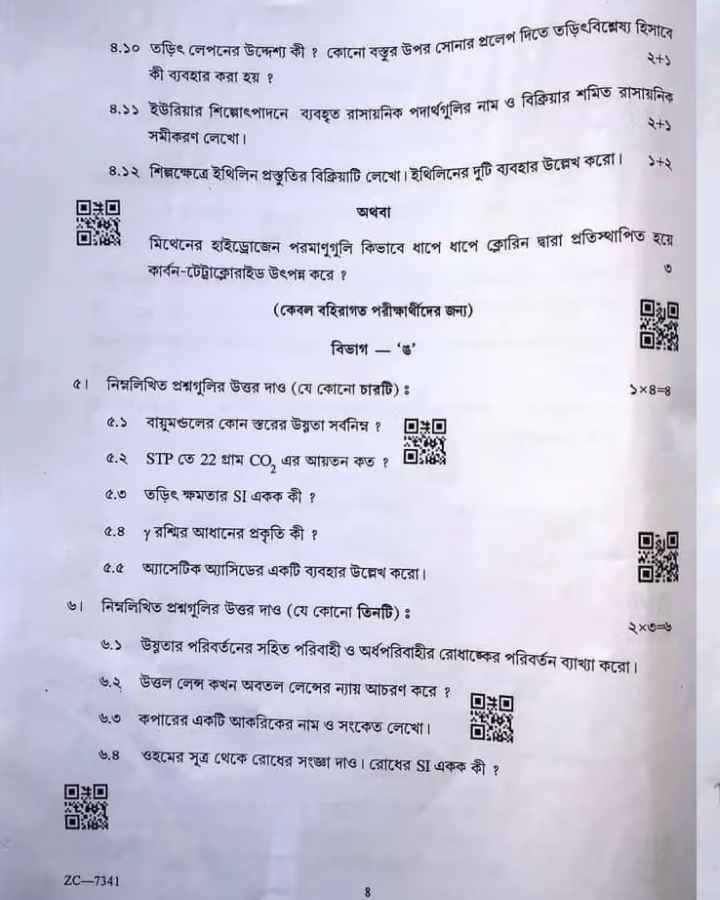 ৪.১০ তড়িৎ লেপনের উদ্দেশ্য কী ? কোনো বস্তুর উপর সোনার প্রলেপ দিতে তড়িৎবিশ্লেষ্য হিসাবে
কী ব্যবহার করা হয় ? ২+১
৪.১১ ইউরিয়ার শিল্পোৎপাদনে ব্যবহৃত রাসায়নিক পদার্থগুলির নাম ও বিক্রিয়ার শমিত রাসায়নিক
সমীকরণ লেখো। ২+১
৪.১২ শিল্পক্ষেত্রে ইথিলিন প্রস্তুতির বিক্রিয়াটি লেখো। ইথিলিনের দুটি ব্যবহার উল্লেখ করো। ১+২
অথবা
মিথেনের হাইড্রোজেন পরমাণুগুলি কিভাবে ধাপে ধাপে ক্লোরিন দ্বারা প্রতিস্থাপিত হয়ে
কার্বন-টেট্রাক্লোরাইড উৎপন্ন করে ? ৩
(কেবল বহিরাগত পরীক্ষার্থীদের জন্য)
বিভাগ — ‘ঙ’
৫। নিম্নলিখিত প্রশ্নগুলির উত্তর দাও (যে কোনো চারটি) : ১×৪=৪
৫.১ বায়ুমণ্ডলের কোন স্তরের উষ্ণতা সর্বনিম্ন ?
৫.২ STP তে 22 গ্রাম CO₂ এর আয়তন কত ?
৫.৩ তড়িৎ ক্ষমতার SI একক কী ?
৫.৪ γ রশ্মির আধানের প্রকৃতি কী ?
৫.৫ অ্যাসেটিক অ্যাসিডের একটি ব্যবহার উল্লেখ করো।
৬। নিম্নলিখিত প্রশ্নগুলির উত্তর দাও (যে কোনো তিনটি) : ২×৩=৬
৬.১ উষ্ণতার পরিবর্তনের সহিত পরিবাহী ও অর্ধপরিবাহীর রোধাঙ্কের পরিবর্তন ব্যাখ্যা করো।
৬.২ উত্তল লেন্স কখন অবতল লেন্সের ন্যায় আচরণ করে ?
৬.৩ কপারের একটি আকরিকের নাম ও সংকেত লেখো।
৬.৪ ওহমের সূত্র থেকে রোধের সংজ্ঞা দাও। রোধের SI একক কী ?
ZC—7341
8